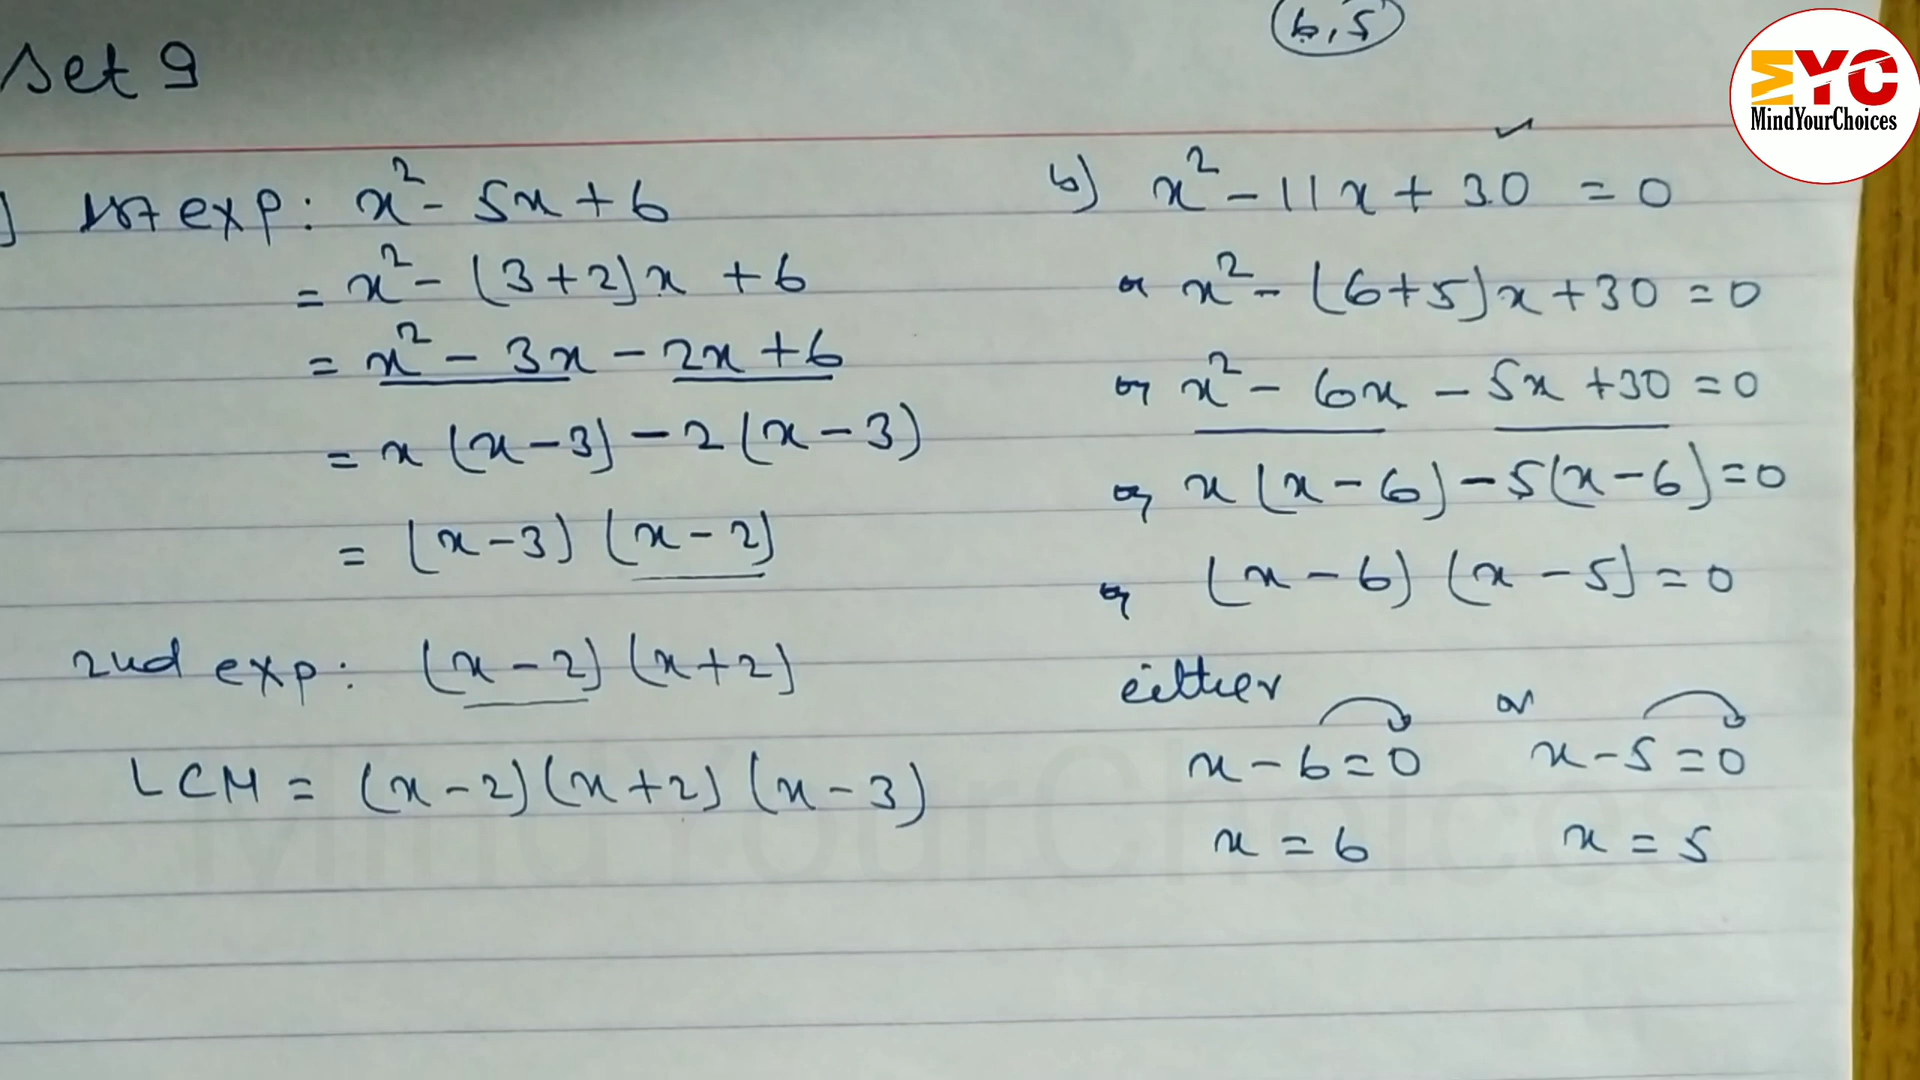 set 9
) 1st exp: x² - 5x + 6
= x² - (3+2)x + 6
= x² - 3x - 2x + 6
= x (x-3) - 2 (x-3)
= (x-3) (x-2)
2nd exp: (x-2) (x+2)
LCM = (x-2) (x+2) (x-3)
(6,5)
b) x² - 11x + 30 = 0
or x² - (6+5)x + 30 = 0
or x² - 6x - 5x + 30 = 0
or x (x-6) - 5(x-6) = 0
or (x-6) (x-5) = 0
either or
x - 6 = 0 x - 5 = 0
x = 6 x = 5
MYC
MindYourChoices
MindYourChoices